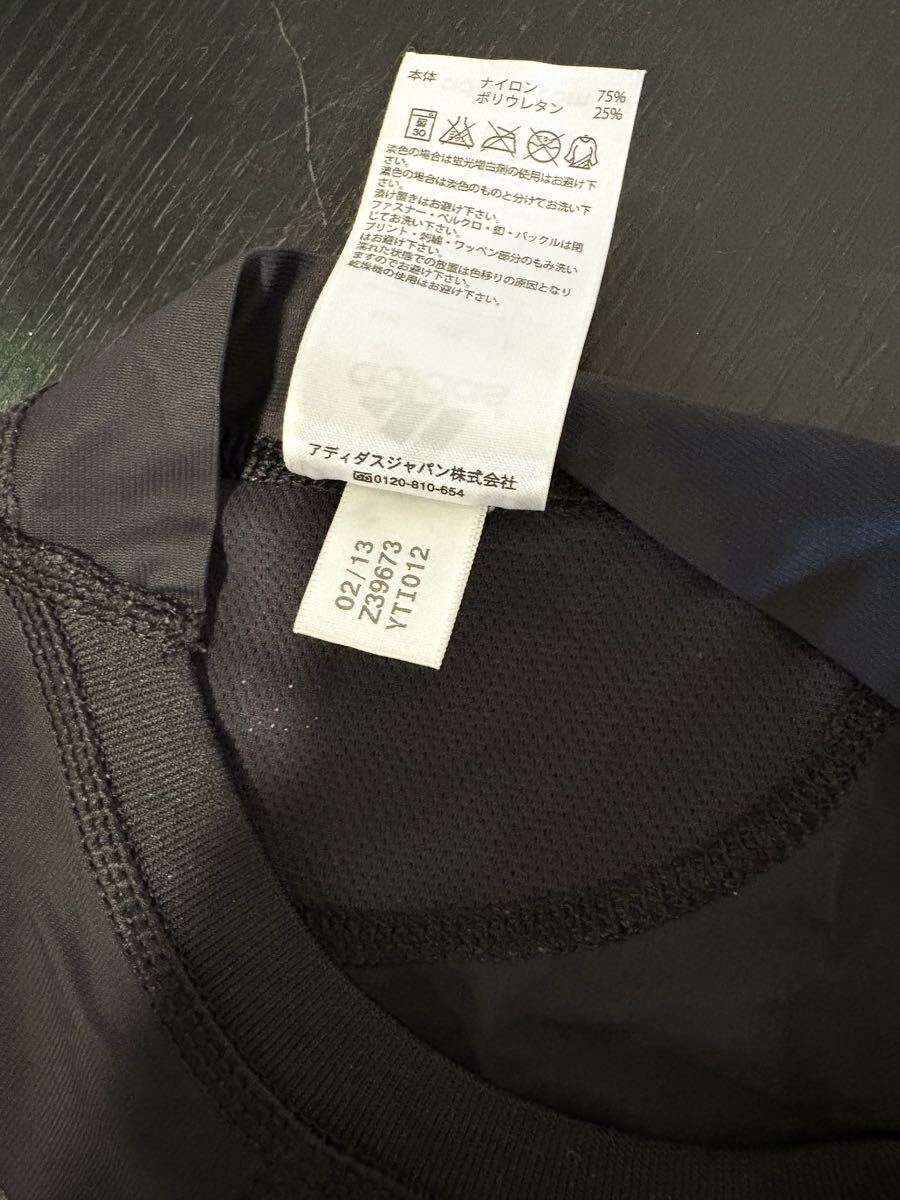 本体 ナイロン 75%
ポリウレタン 25%
30
淡色の場合は蛍光増白剤の使用はお避け下
さい。
濃色の場合は淡色のものと分けてお洗い下
さい。
漬け置きはお避け下さい。
ファスナー・ベルクロ・釦・バックルは閉
じてお洗い下さい。
プリント・刺繍・ワッペン部分のもみ洗い
はお避け下さい。
濡れた状態での放置は色移りの原因となり
ますのでお避け下さい。
乾燥機の使用はお避け下さい。
adidas
アディダスジャパン株式会社
0120-810-654
02/13
Z39673
YTI012